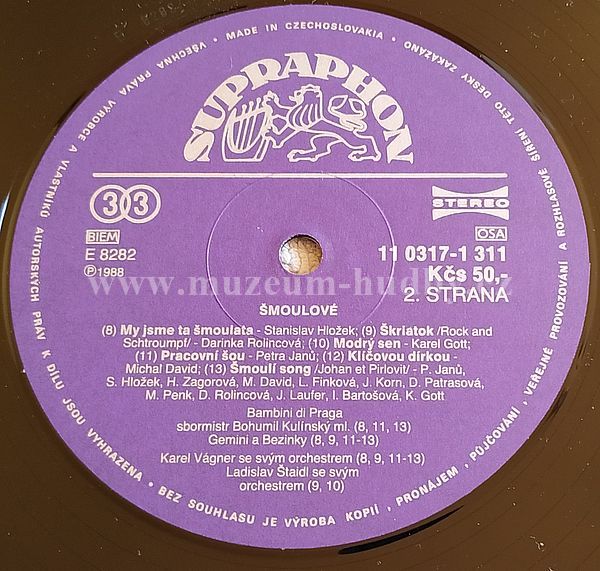 VŠECHNA PRÁVA VÝROBCE A VLASTNÍKŮ AUTORSKÝCH PRÁV K DÍLU JSOU VYHRAZENA • BEZ SOUHLASU JE VÝROBA KOPIÍ, PRONÁJEM, PŮJČOVÁNÍ, VEŘEJNÉ PROVOZOVÁNÍ A ROZHLASOVÉ ŠÍŘENÍ TÉTO DESKY ZAKÁZÁNO • MADE IN CZECHOSLOVAKIA •
SUPRAPHON
33
STEREO
BIEM
OSA
E 8282
11 0317-1 311
Ⓟ1988
Kčs 50,-
www.muzeum-hudby.cz
2. STRANA
ŠMOULOVÉ
(8) My jsme ta šmoulata - Stanislav Hložek; (9) Škriatok /Rock and
Schtroumpf/ - Darinka Rolincová; (10) Modrý sen - Karel Gott;
(11) Pracovní šou - Petra Janů; (12) Klíčovou dírkou -
Michal David; (13) Šmoulí song /Johan et Pirlovit/ - P. Janů,
S. Hložek, H. Zagorová, M. David, L. Finková, J. Korn, D. Patrasová,
M. Penk, D. Rolincová, J. Laufer, I. Bartošová, K. Gott
Bambini di Praga
sbormistr Bohumil Kulínský ml. (8, 11, 13)
Gemini a Bezinky (8, 9, 11-13)
Karel Vágner se svým orchestrem (8, 9, 11-13)
Ladislav Štaidl se svým
orchestrem (9, 10)